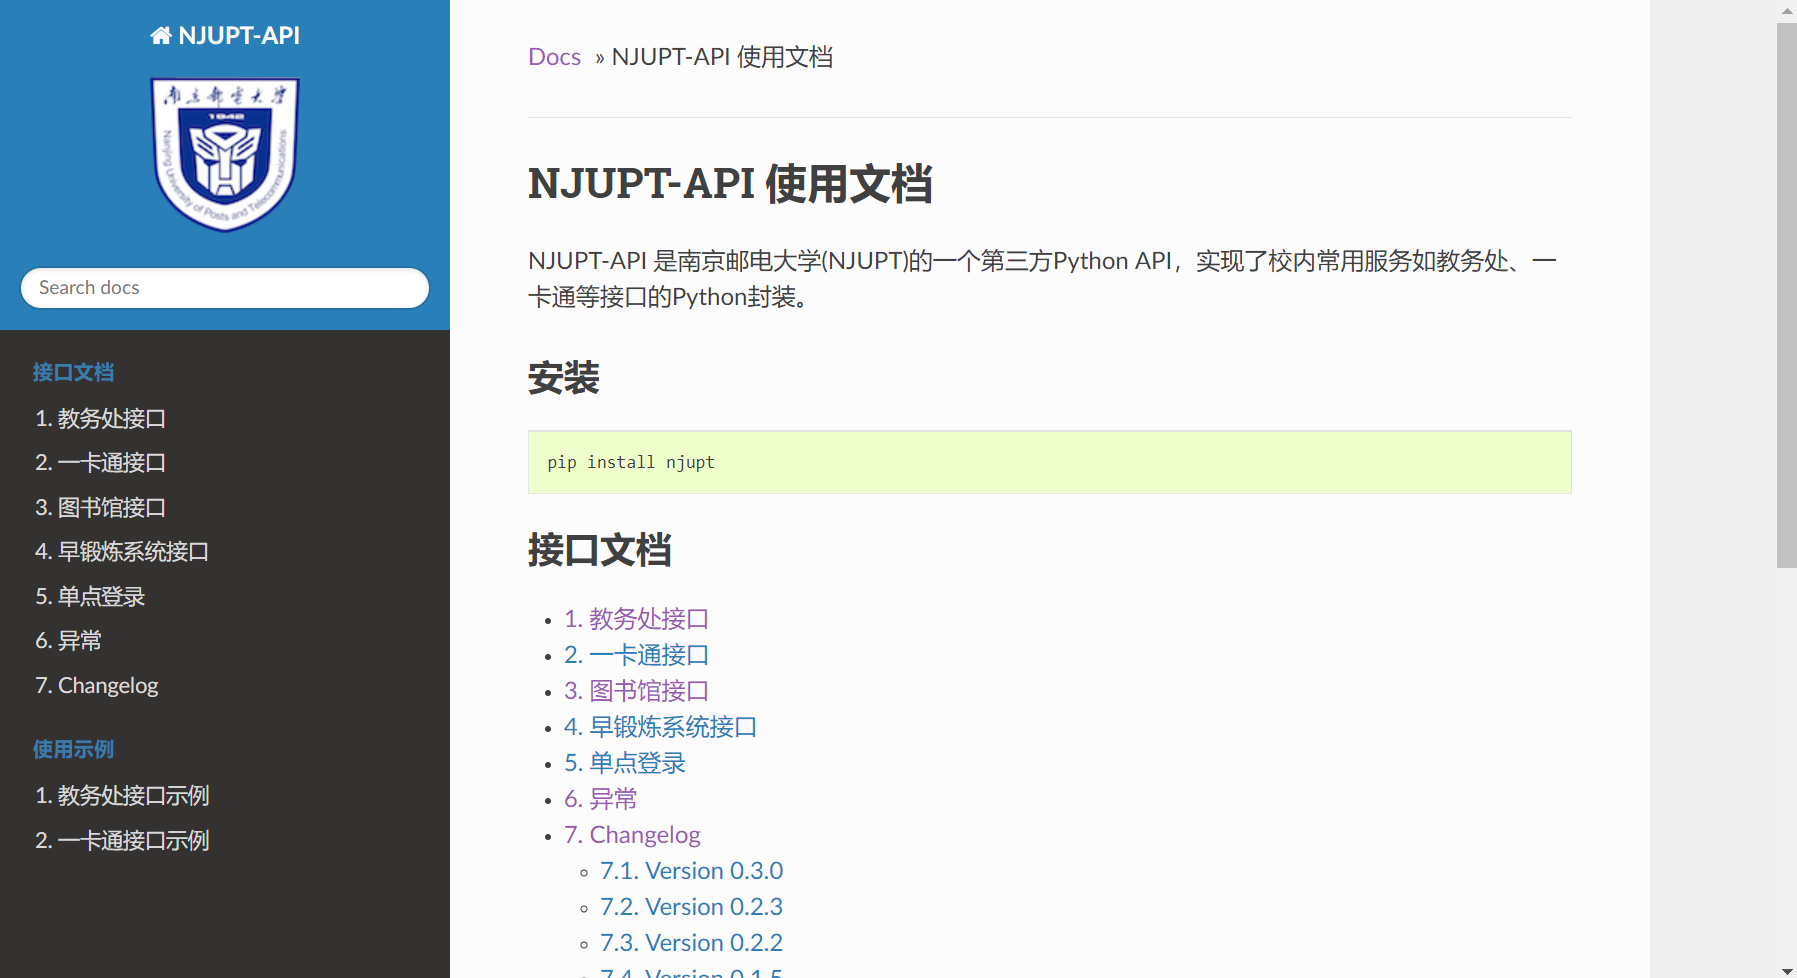 NJUPT-API
南京邮电大学
1942
Nanjing University of Posts and Telecommunications
Search docs
接口文档
1. 教务处接口
2. 一卡通接口
3. 图书馆接口
4. 早锻炼系统接口
5. 单点登录
6. 异常
7. Changelog
使用示例
1. 教务处接口示例
2. 一卡通接口示例
Docs » NJUPT-API 使用文档
NJUPT-API 使用文档
NJUPT-API 是南京邮电大学(NJUPT)的一个第三方Python API，实现了校内常用服务如教务处、一
卡通等接口的Python封装。
安装
pip install njupt
接口文档
1. 教务处接口
2. 一卡通接口
3. 图书馆接口
4. 早锻炼系统接口
5. 单点登录
6. 异常
7. Changelog
7.1. Version 0.3.0
7.2. Version 0.2.3
7.3. Version 0.2.2
7.4. Version 0.1.5